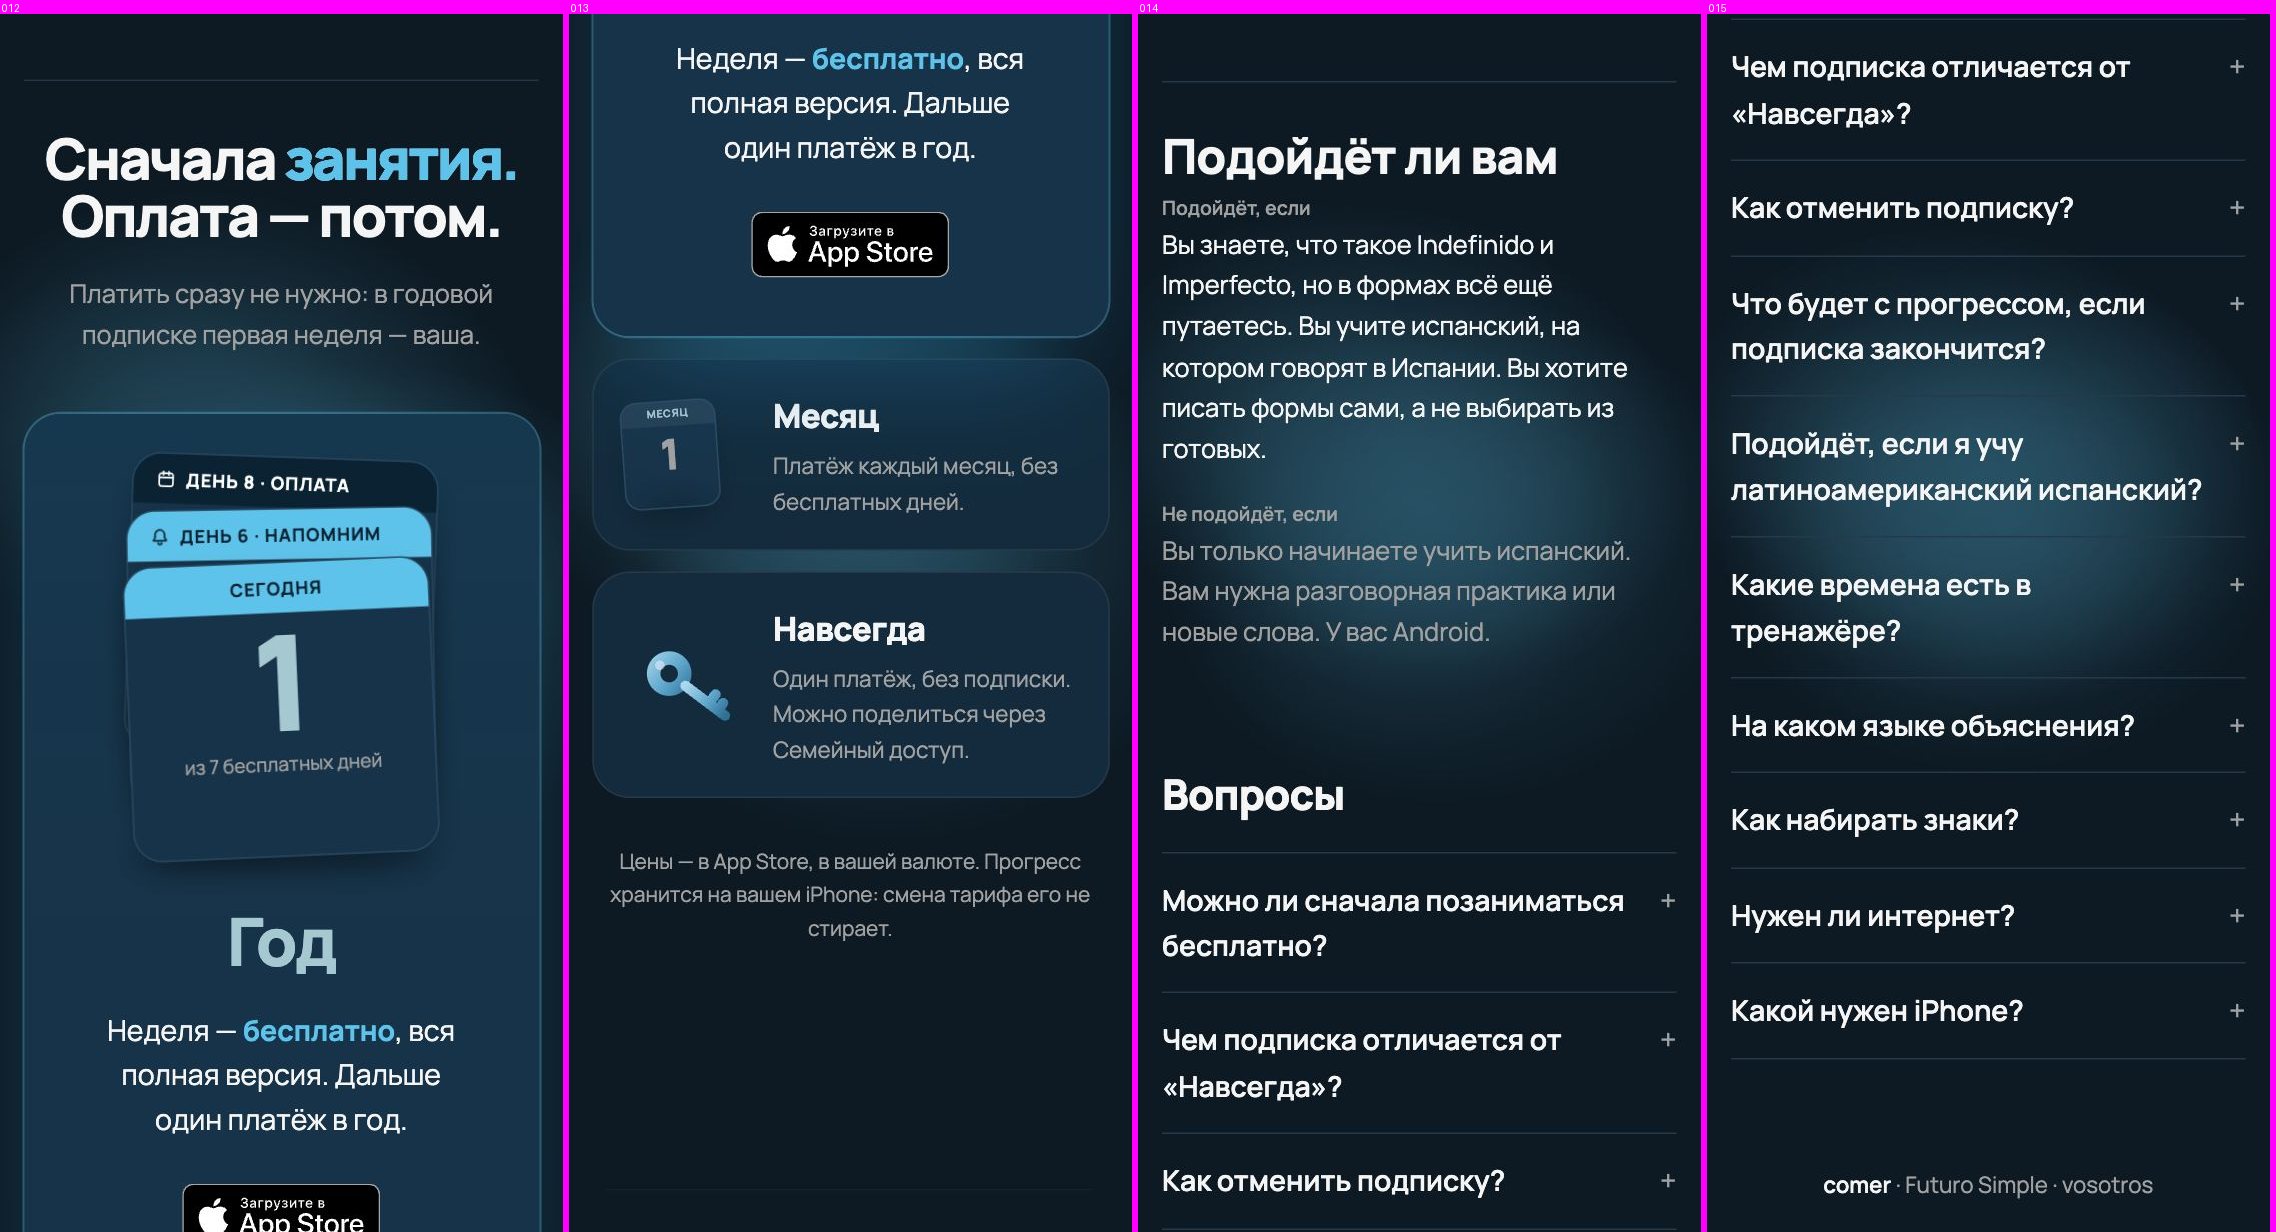 012
Сначала занятия.
Оплата — потом.
Платить сразу не нужно: в годовой
подписке первая неделя — ваша.
ДЕНЬ 8 · ОПЛАТА
ДЕНЬ 6 · НАПОМНИМ
СЕГОДНЯ
1
из 7 бесплатных дней
Год
Неделя — бесплатно, вся
полная версия. Дальше
один платёж в год.
Загрузите в
App Store
013
Неделя — бесплатно, вся
полная версия. Дальше
один платёж в год.
Загрузите в
App Store
МЕСЯЦ
1
Месяц
Платёж каждый месяц, без
бесплатных дней.
Навсегда
Один платёж, без подписки.
Можно поделиться через
Семейный доступ.
Цены — в App Store, в вашей валюте. Прогресс
хранится на вашем iPhone: смена тарифа его не
стирает.
014
Подойдёт ли вам
Подойдёт, если
Вы знаете, что такое Indefinido и
Imperfecto, но в формах всё ещё
путаетесь. Вы учите испанский, на
котором говорят в Испании. Вы хотите
писать формы сами, а не выбирать из
готовых.
Не подойдёт, если
Вы только начинаете учить испанский.
Вам нужна разговорная практика или
новые слова. У вас Android.
Вопросы
Можно ли сначала позаниматься
бесплатно?
+
Чем подписка отличается от
«Навсегда»?
+
Как отменить подписку?
+
015
Чем подписка отличается от
«Навсегда»?
+
Как отменить подписку?
+
Что будет с прогрессом, если
подписка закончится?
+
Подойдёт, если я учу
латиноамериканский испанский?
+
Какие времена есть в
тренажёре?
+
На каком языке объяснения?
+
Как набирать знаки?
+
Нужен ли интернет?
+
Какой нужен iPhone?
+
comer · Futuro Simple · vosotros